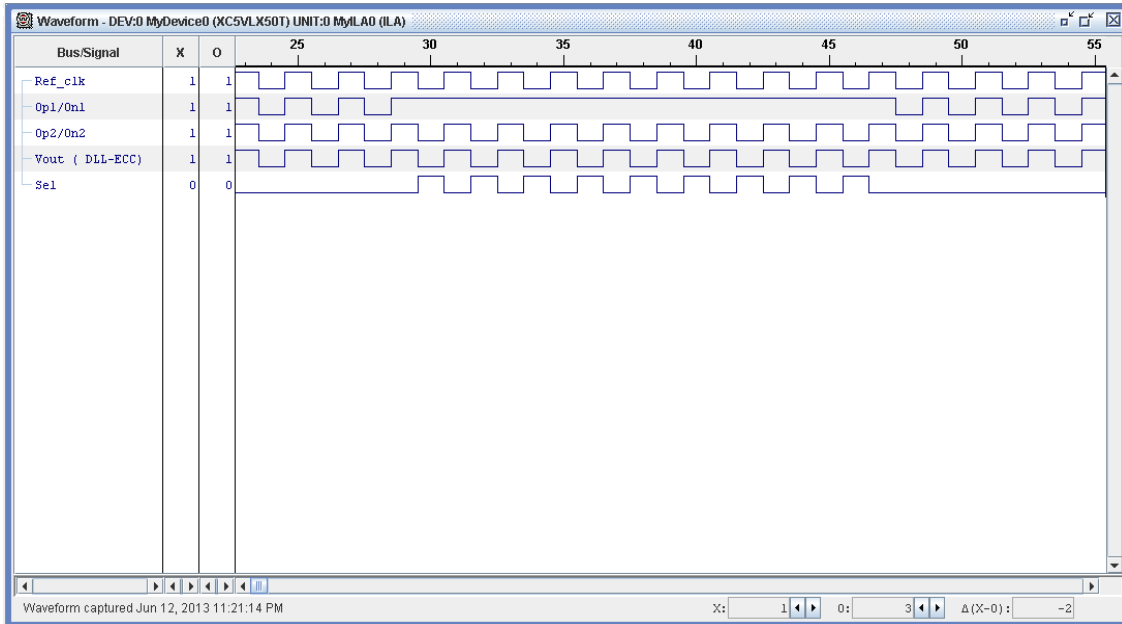 Waveform - DEV:0 MyDevice0 (XC5VLX50T) UNIT:0 MyILA0 (ILA)
Bus/Signal X O 25 30 35 40 45 50 55
Ref_clk 1 1
Op1/On1 1 1
Op2/On2 1 1
Vout ( DLL-ECC) 1 1
Sel 0 0
Waveform captured Jun 12, 2013 11:21:14 PM X: 1 O: 3 Δ(X-O): -2